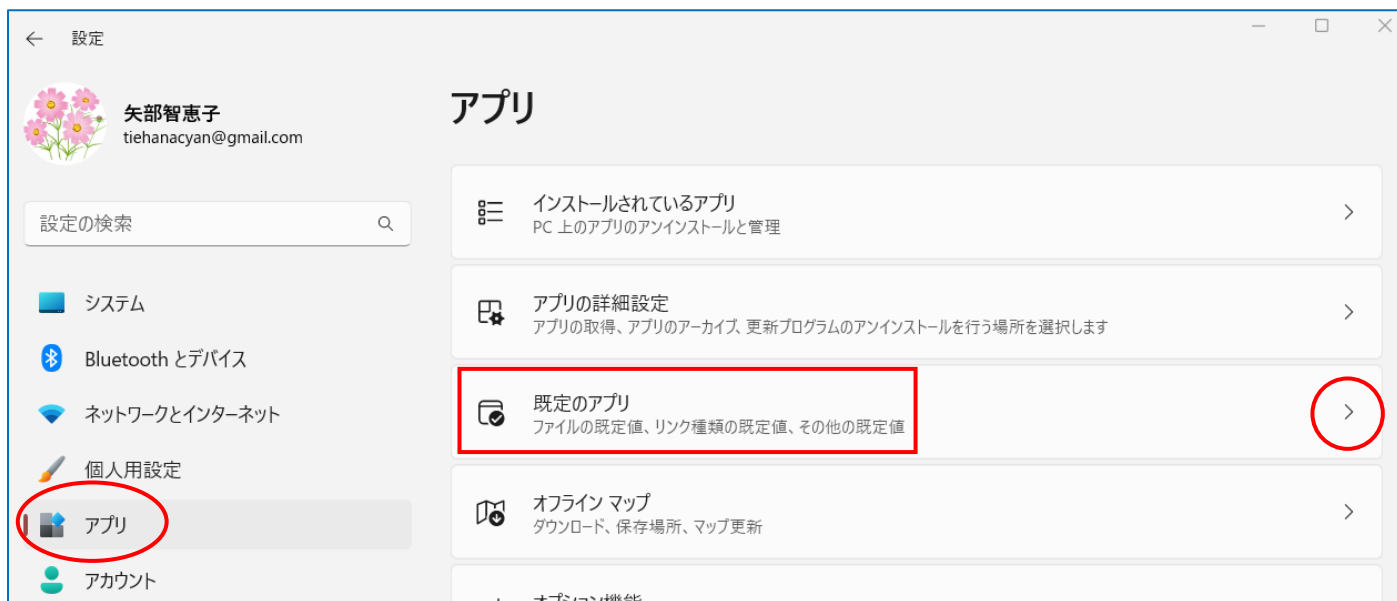 設定
矢部智恵子
tiehanacyan@gmail.com
設定の検索
システム
Bluetooth とデバイス
ネットワークとインターネット
個人用設定
アプリ
アカウント
アプリ
インストールされているアプリ
PC 上のアプリのアンインストールと管理
アプリの詳細設定
アプリの取得、アプリのアーカイブ、更新プログラムのアンインストールを行う場所を選択します
既定のアプリ
ファイルの既定値、リンク種類の既定値、その他の既定値
オフライン マップ
ダウンロード、保存場所、マップ更新
オプション機能